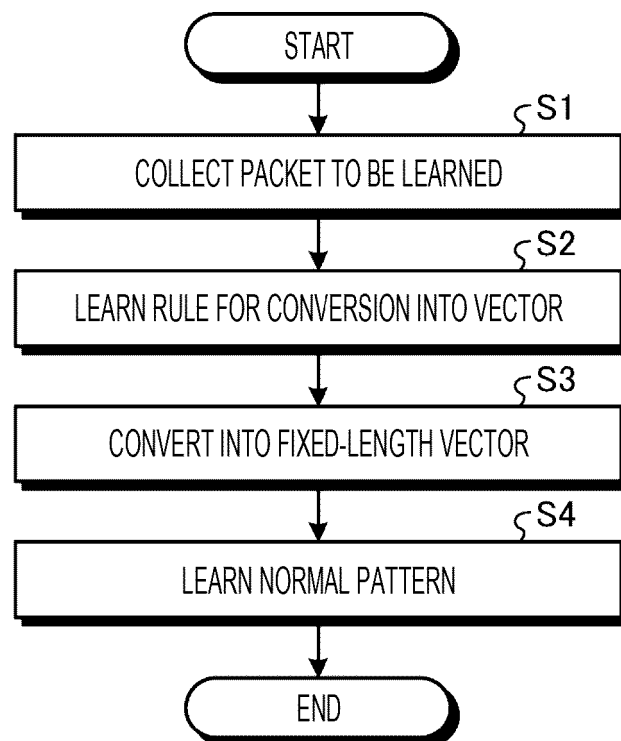 START
S1
COLLECT PACKET TO BE LEARNED
S2
LEARN RULE FOR CONVERSION INTO VECTOR
S3
CONVERT INTO FIXED-LENGTH VECTOR
S4
LEARN NORMAL PATTERN
END